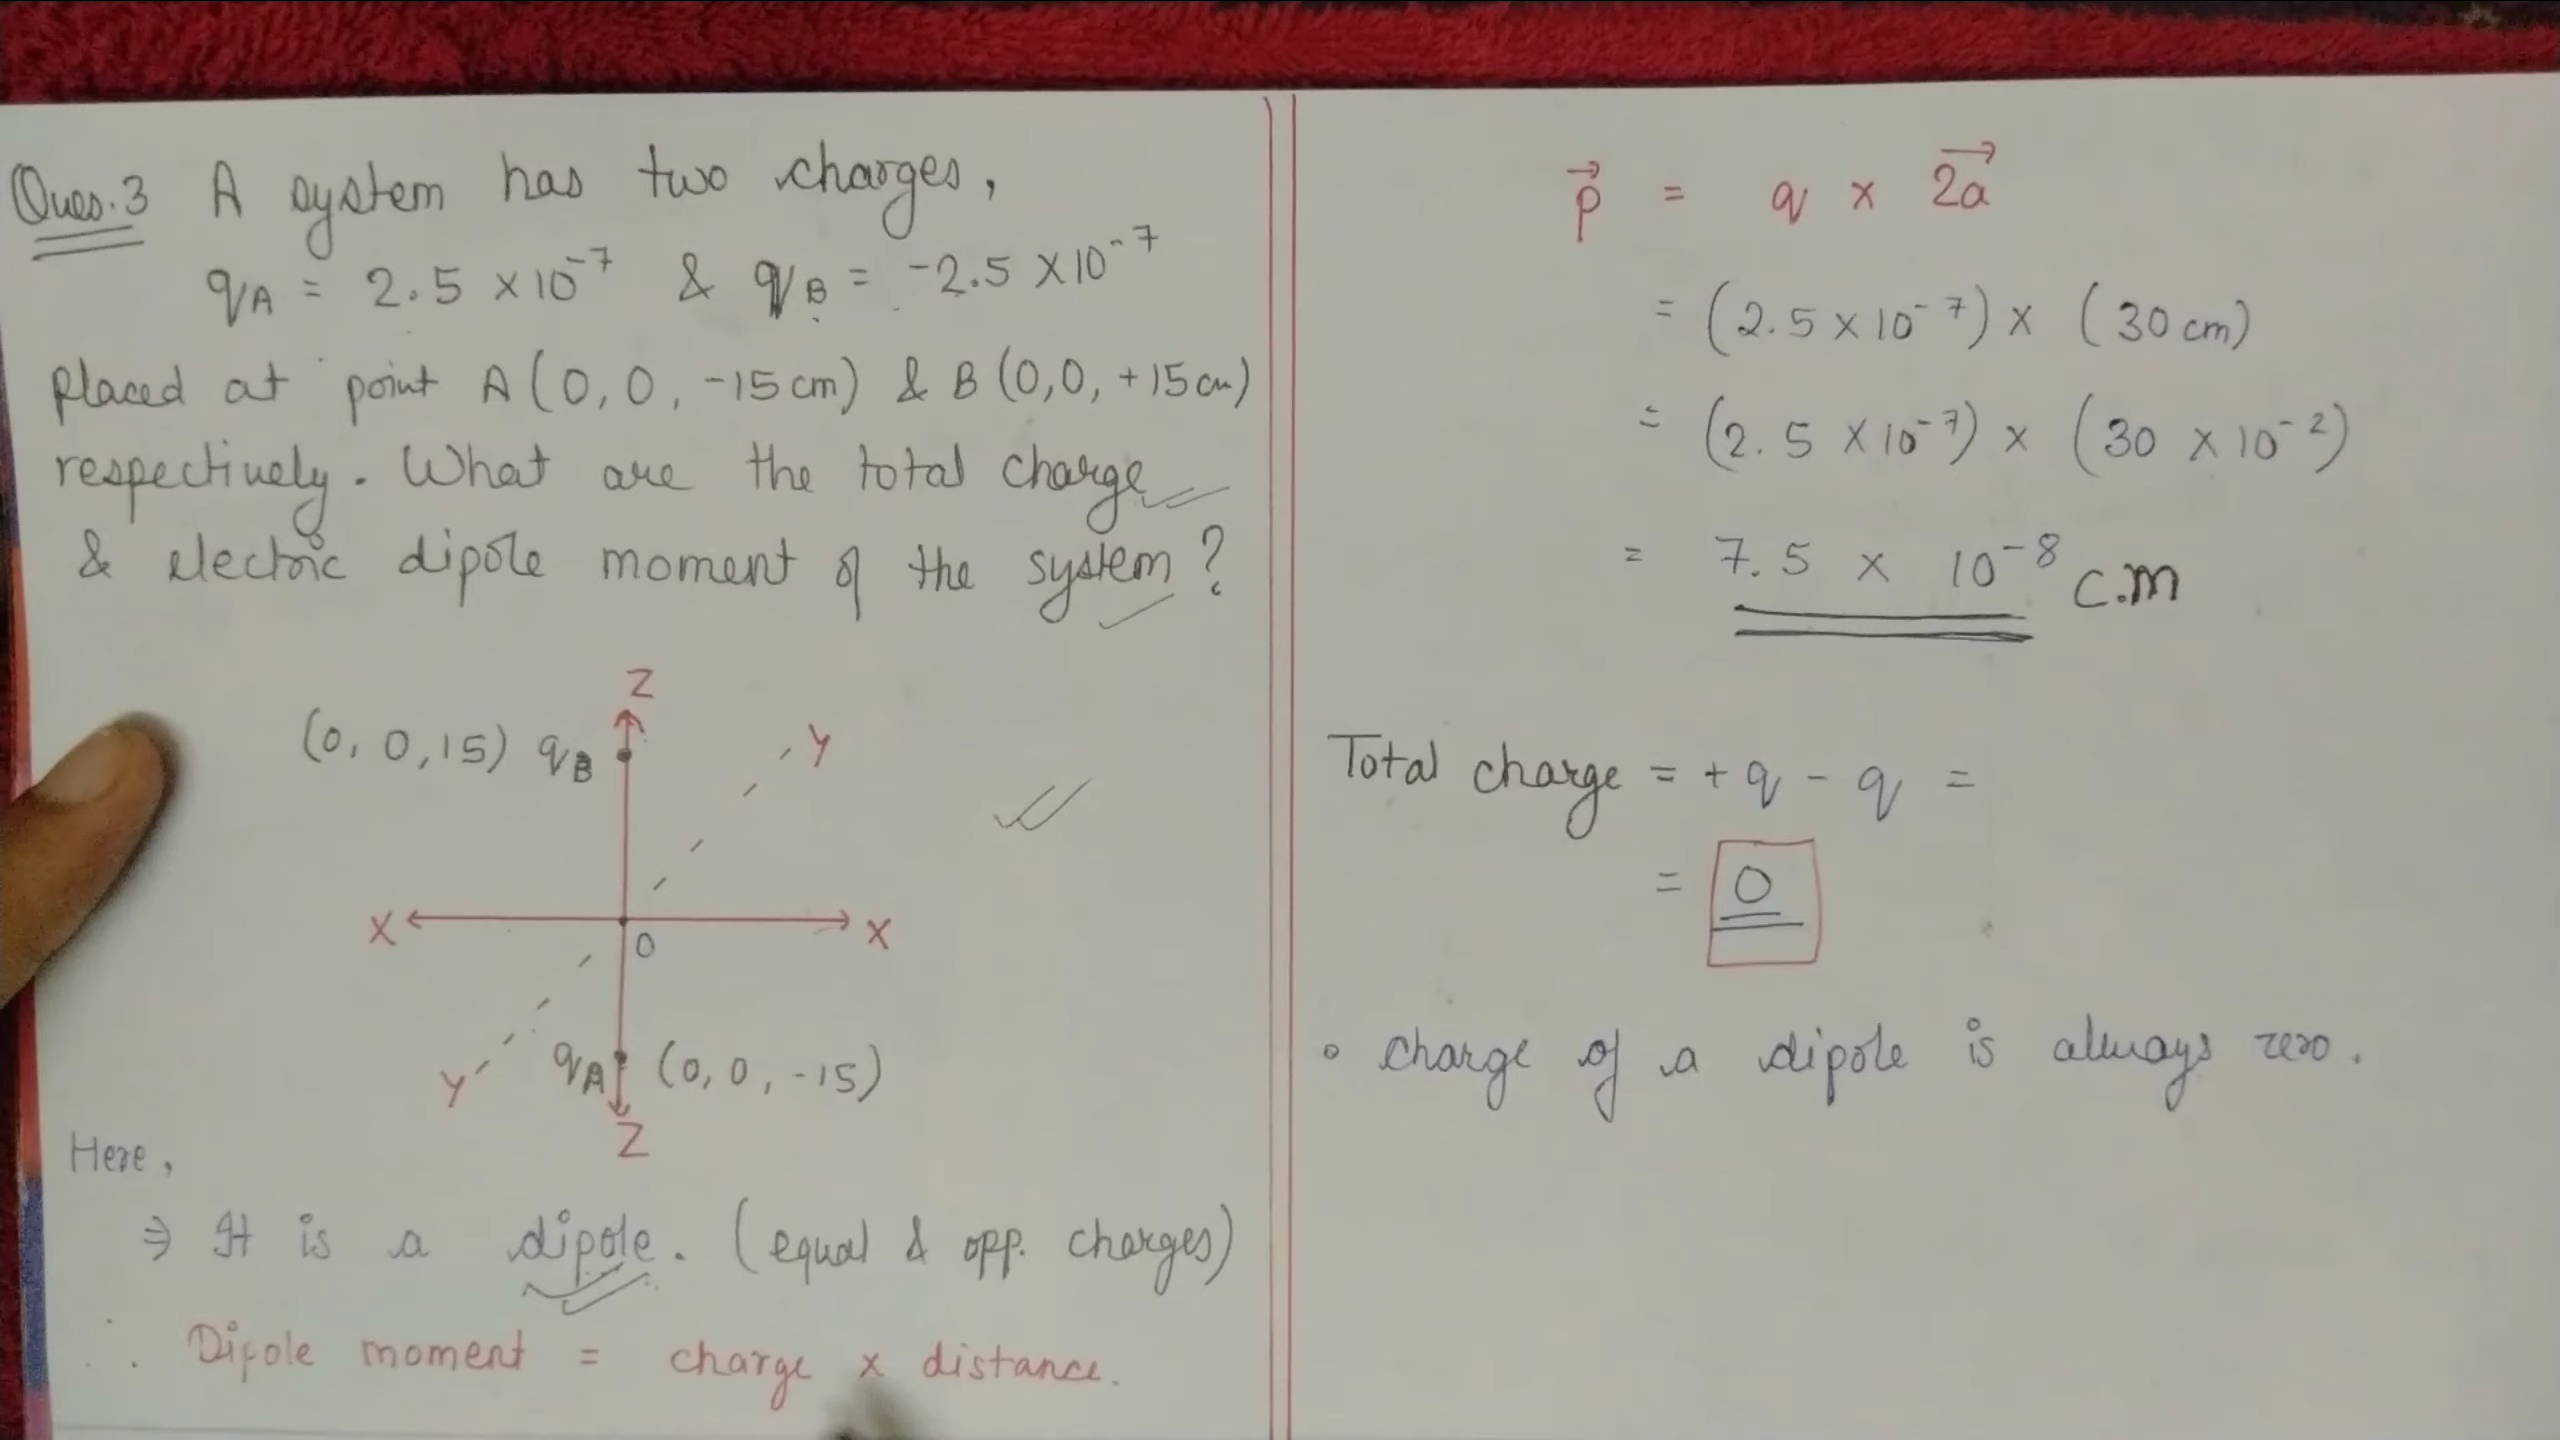 Ques.3 A system has two charges,
qA = 2.5 × 10⁻⁷ & qB = -2.5 × 10⁻⁷
placed at point A (0, 0, -15 cm) & B (0,0, +15 cm)
respectively. What are the total charge
& electric dipole moment of the system?
Z
(0, 0, 15) qB
Y
X
X
O
Y
qA (0, 0, -15)
Z
Here,
⇒ It is a dipole. (equal & opp. charges)
∴ Dipole moment = charge × distance.
p⃗ = q × 2a⃗
= (2.5 × 10⁻⁷) × (30 cm)
= (2.5 × 10⁻⁷) × (30 × 10⁻²)
= 7.5 × 10⁻⁸ C.m
Total charge = + q - q =
= 0
∘ charge of a dipole is always zero.